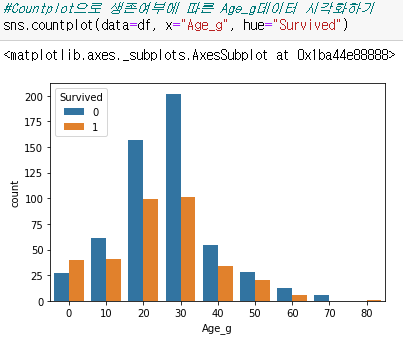 #Countplot으로 생존여부에 따른 Age_g데이터 시각화하기
sns.countplot(data=df, x="Age_g", hue="Survived")
<matplotlib.axes._subplots.AxesSubplot at 0x1ba44e88888>
Survived
0
1
200
175
150
125
100
75
50
25
0
count
0 10 20 30 40 50 60 70 80
Age_g